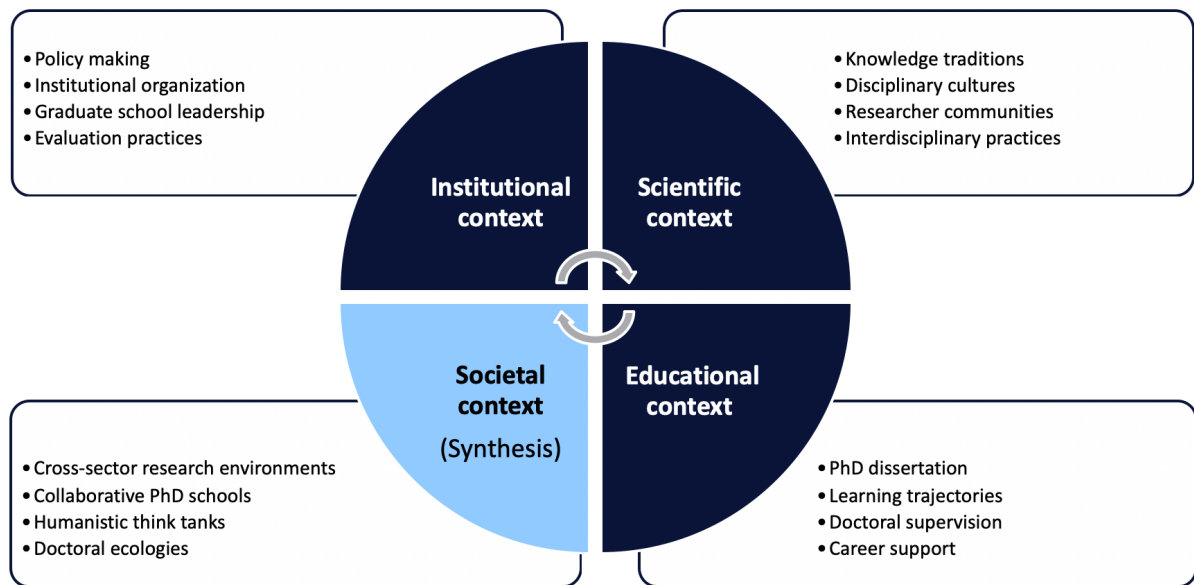 • Policy making
• Institutional organization
• Graduate school leadership
• Evaluation practices
• Knowledge traditions
• Disciplinary cultures
• Researcher communities
• Interdisciplinary practices
Institutional
context
Scientific
context
Societal
context
(Synthesis)
Educational
context
• Cross-sector research environments
• Collaborative PhD schools
• Humanistic think tanks
• Doctoral ecologies
• PhD dissertation
• Learning trajectories
• Doctoral supervision
• Career support